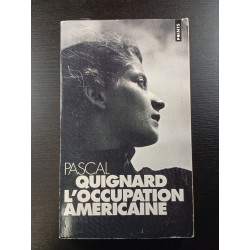 POINTS
PASCAL
QUIGNARD
L'OCCUPATION
AMERICAINE